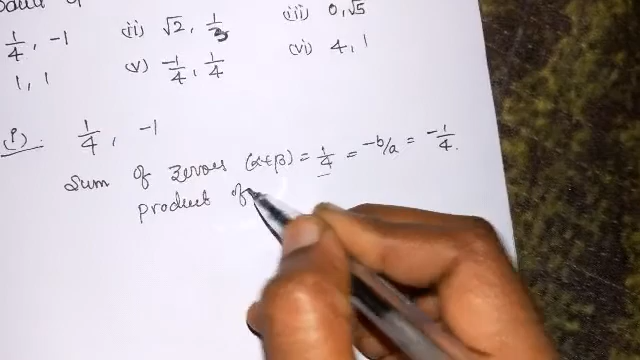 1/4, -1 (ii) √2, 1/3 (iii) 0, √5
1, 1 (v) -1/4, 1/4 (vi) 4, 1
(i). 1/4, -1
Sum of zeroes (α+β) = 1/4 = -b/a = -1/4.
product of